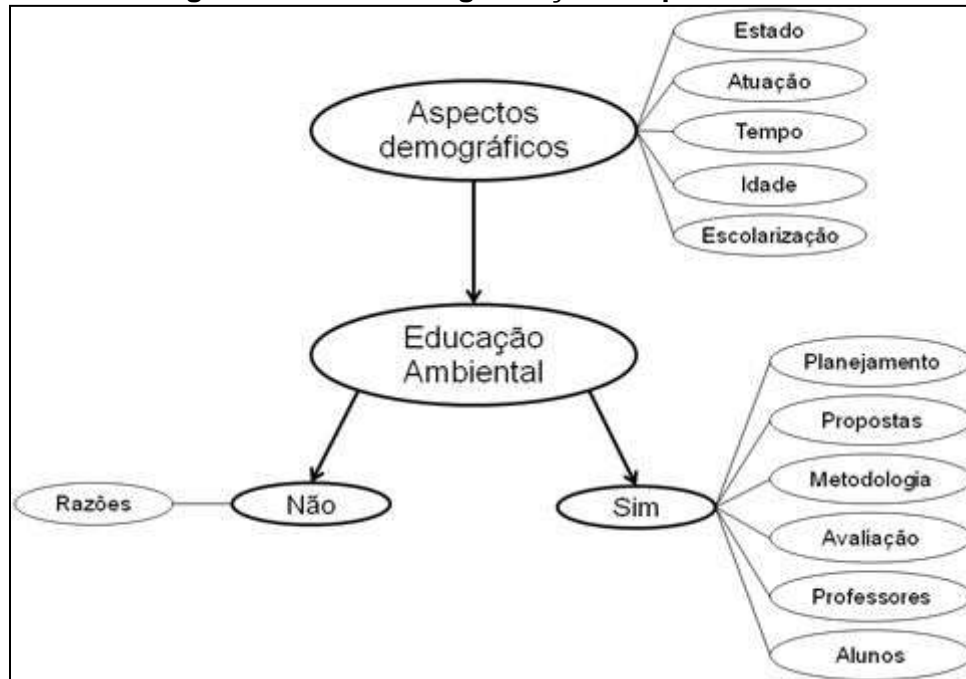 Estado
Aspectos
demográficos
Atuação
Tempo
Idade
Escolarização
Educação
Ambiental
Planejamento
Propostas
Metodologia
Razões
Não
Sim
Avaliação
Professores
Alunos